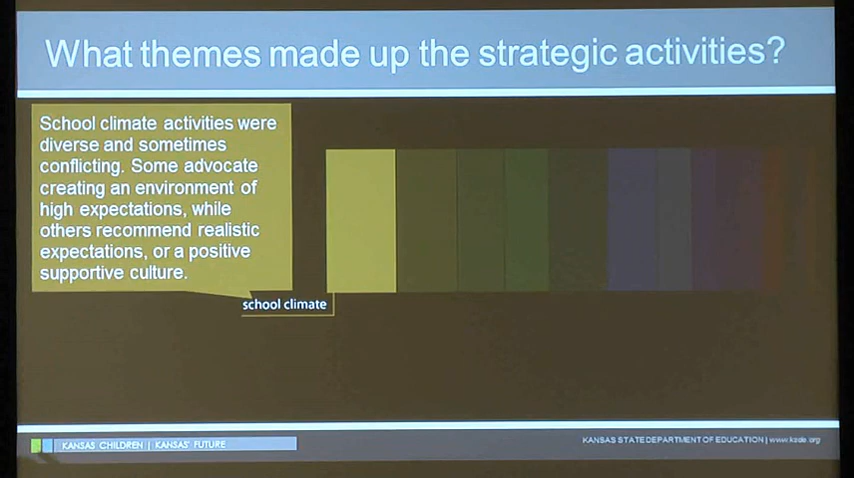 What themes made up the strategic activities?
School climate activities were
diverse and sometimes
conflicting. Some advocate
creating an environment of
high expectations, while
others recommend realistic
expectations, or a positive
supportive culture.
school climate
KANSAS CHILDREN | KANSAS' FUTURE
KANSAS STATE DEPARTMENT OF EDUCATION | www.ksde.org